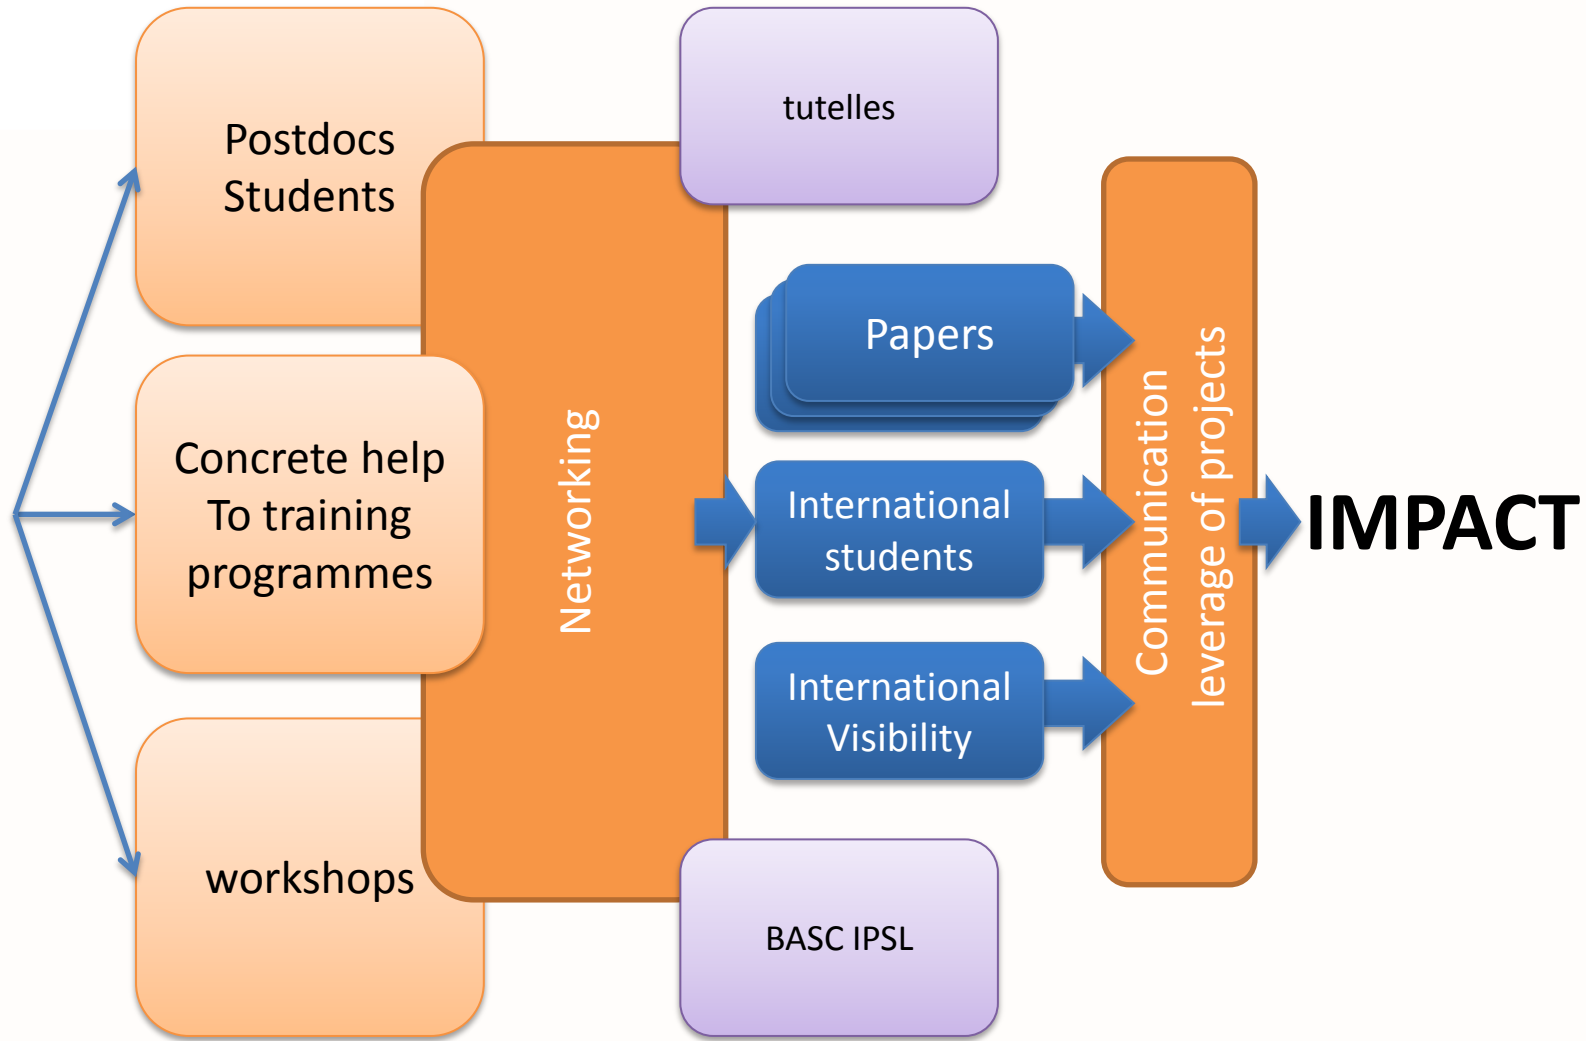 Postdocs
Students
Concrete help
To training
programmes
workshops
Networking
tutelles
Papers
International
students
International
Visibility
BASC IPSL
Communication
leverage of projects
IMPACT